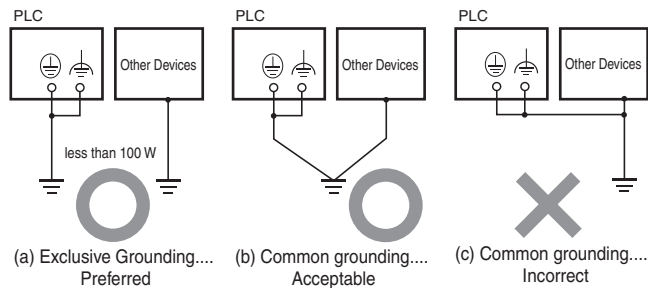 PLC
Other Devices
less than 100 W
(a) Exclusive Grounding....
Preferred
PLC
Other Devices
(b) Common grounding....
Acceptable
PLC
Other Devices
(c) Common grounding....
Incorrect